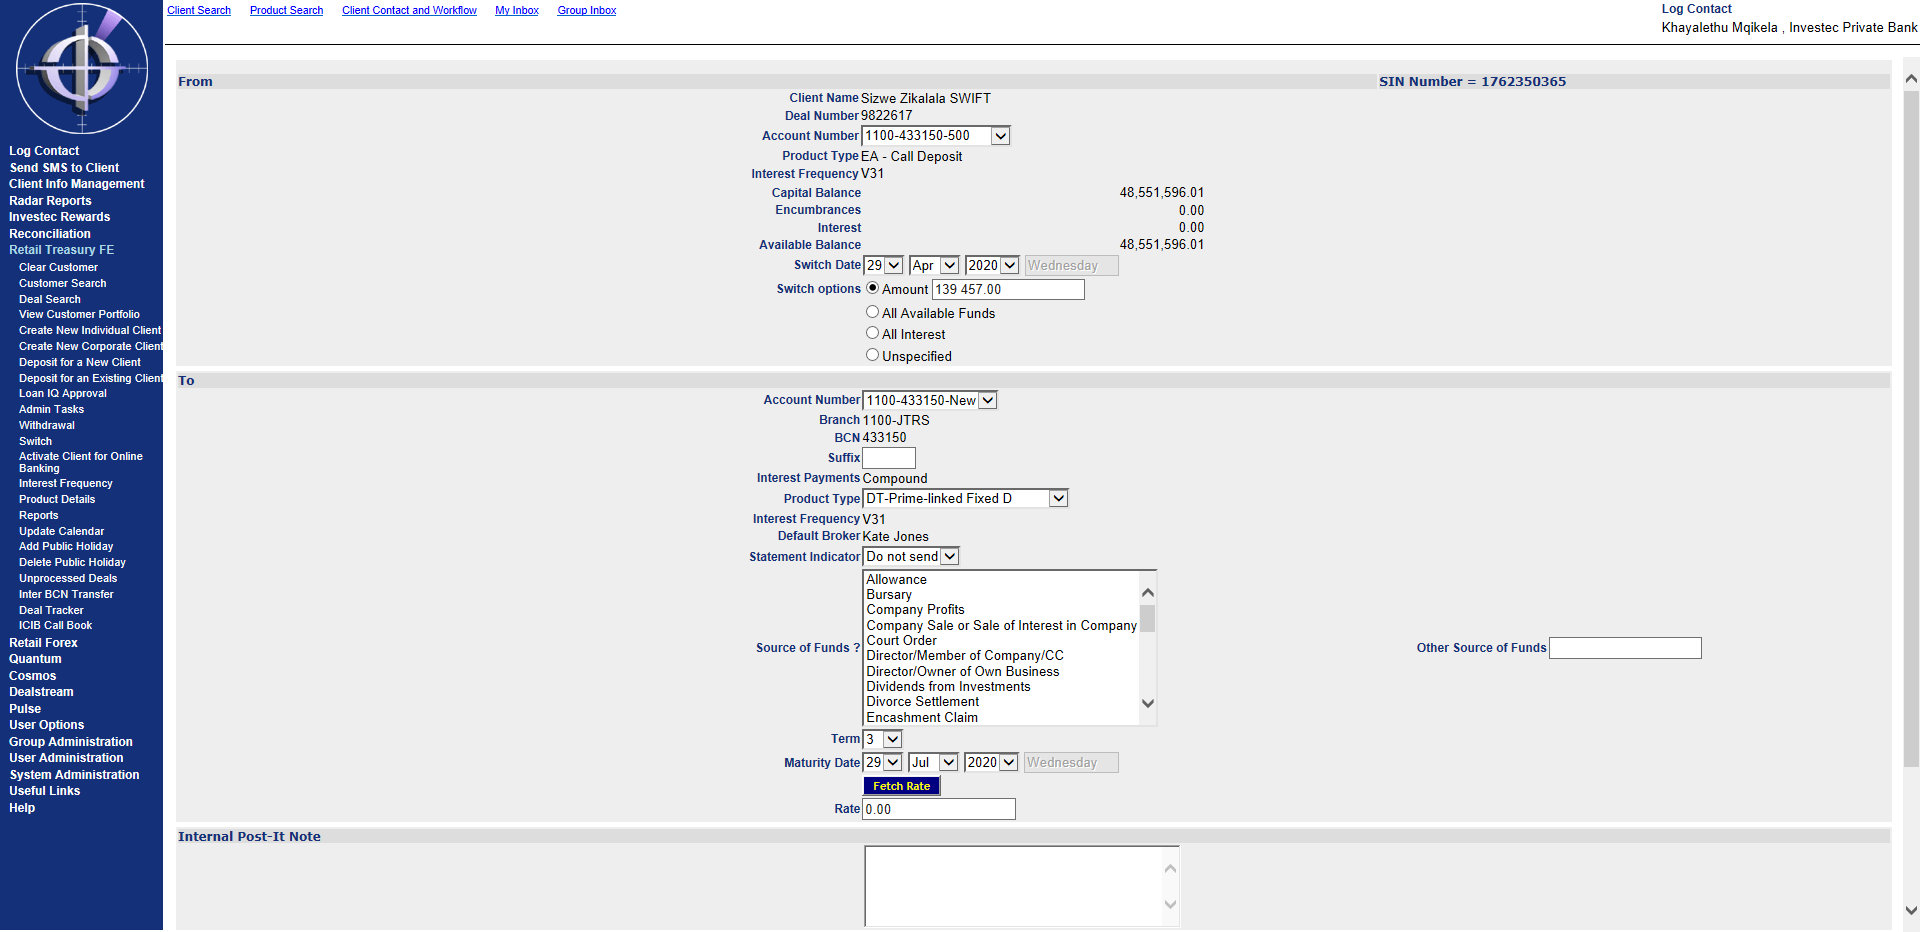 Client Search Product Search Client Contact and Workflow My Inbox Group Inbox
Log Contact
Khayalethu Mqikela , Investec Private Bank
Log Contact
Send SMS to Client
Client Info Management
Radar Reports
Investec Rewards
Reconciliation
Retail Treasury FE
Clear Customer
Customer Search
Deal Search
View Customer Portfolio
Create New Individual Client
Create New Corporate Client
Deposit for a New Client
Deposit for an Existing Client
Loan IQ Approval
Admin Tasks
Withdrawal
Switch
Activate Client for Online
Banking
Interest Frequency
Product Details
Reports
Update Calendar
Add Public Holiday
Delete Public Holiday
Unprocessed Deals
Inter BCN Transfer
Deal Tracker
ICIB Call Book
Retail Forex
Quantum
Cosmos
Dealstream
Pulse
User Options
Group Administration
User Administration
System Administration
Useful Links
Help
From SIN Number = 1762350365
Client Name Sizwe Zikalala SWIFT
Deal Number 9822617
Account Number 1100-433150-500
Product Type EA - Call Deposit
Interest Frequency V31
Capital Balance 48,551,596.01
Encumbrances 0.00
Interest 0.00
Available Balance 48,551,596.01
Switch Date 29 Apr 2020 Wednesday
Switch options Amount 139 457.00
All Available Funds
All Interest
Unspecified
To
Account Number 1100-433150-New
Branch 1100-JTRS
BCN 433150
Suffix
Interest Payments Compound
Product Type DT-Prime-linked Fixed D
Interest Frequency V31
Default Broker Kate Jones
Statement Indicator Do not send
Allowance
Bursary
Company Profits
Company Sale or Sale of Interest in Company
Court Order
Director/Member of Company/CC
Director/Owner of Own Business
Dividends from Investments
Divorce Settlement
Encashment Claim
Source of Funds ? Other Source of Funds
Term 3
Maturity Date 29 Jul 2020 Wednesday
Fetch Rate
Rate 0.00
Internal Post-It Note